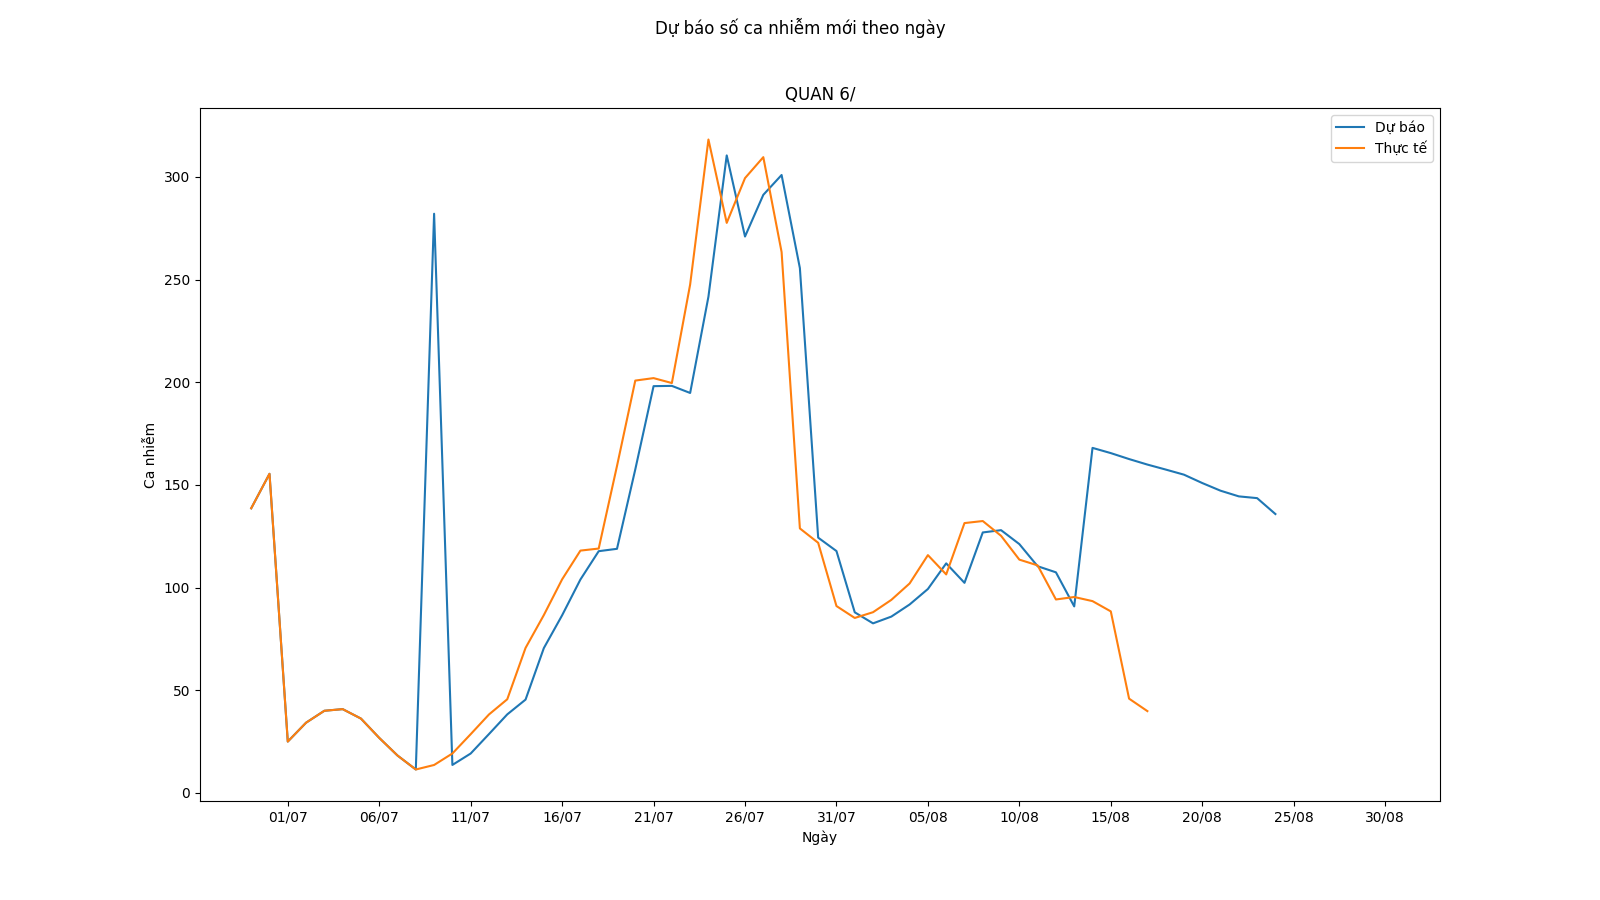 Dự báo số ca nhiễm mới theo ngày
QUAN 6/
Dự báo
Thực tế
300
250
200
150
100
50
0
Ca nhiễm
01/07 06/07 11/07 16/07 21/07 26/07 31/07 05/08 10/08 15/08 20/08 25/08 30/08
Ngày